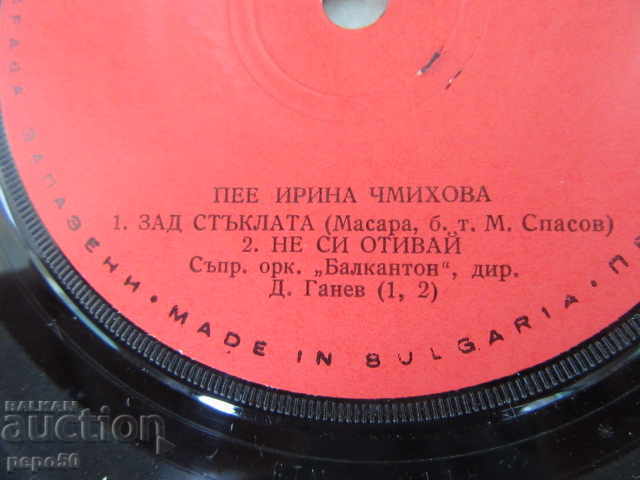 ПЕЕ ИРИНА ЧМИХОВА
1. ЗАД СТЪКЛАТА (Масара, б. т. М. Спасов)
2. НЕ СИ ОТИВАЙ
Съпр. орк. „Балкантон“, дир.
Д. Ганев (1, 2)
ЗАПАЗЕНИ • MADE IN BULGARIA •
BALKAN
auction
pepo50